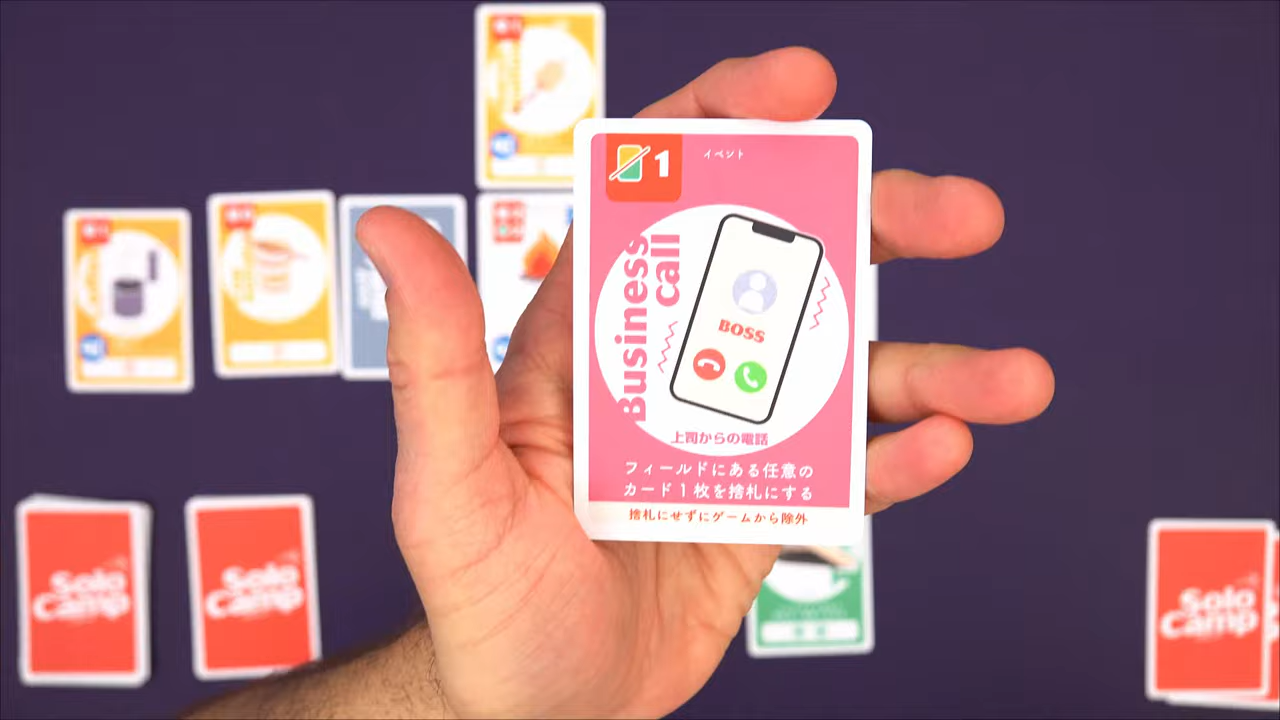 1
イベント
Business
Call
BOSS
上司からの電話
フィールドにある任意の
カード1枚を捨札にする
捨札にせずにゲームから除外
Solo
Camp
Solo
Camp
Solo
Camp